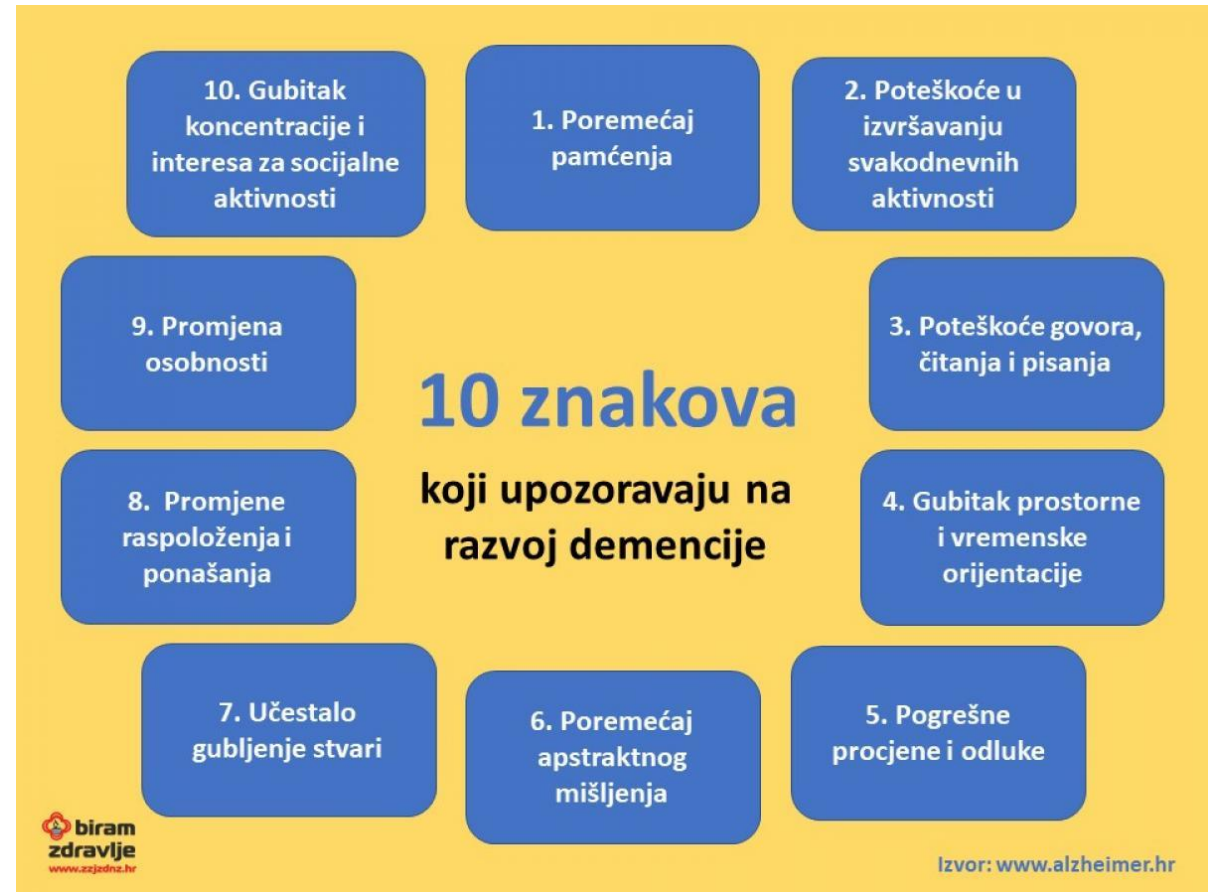 10 znakova
koji upozoravaju na
razvoj demencije
1. Poremećaj
pamćenja
2. Poteškoće u
izvršavanju
svakodnevnih
aktivnosti
3. Poteškoće govora,
čitanja i pisanja
4. Gubitak prostorne
i vremenske
orijentacije
5. Pogrešne
procjene i odluke
6. Poremećaj
apstraktnog
mišljenja
7. Učestalo
gubljenje stvari
8. Promjene
raspoloženja i
ponašanja
9. Promjena
osobnosti
10. Gubitak
koncentracije i
interesa za socijalne
aktivnosti
biram
zdravlje
www.zzjzdnz.hr
Izvor: www.alzheimer.hr